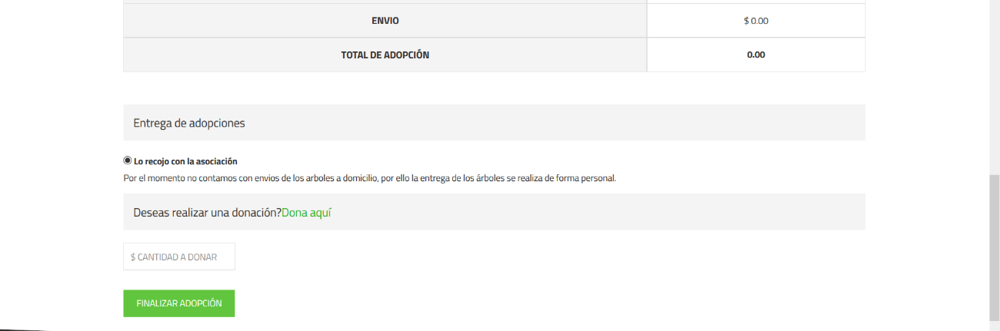 ENVIO $ 0.00
TOTAL DE ADOPCIÓN 0.00
Entrega de adopciones
Lo recojo con la asociación
Por el momento no contamos con envios de los arboles a domicilio, por ello la entrega de los árboles se realiza de forma personal.
Deseas realizar una donación?Dona aquí
$ CANTIDAD A DONAR
FINALIZAR ADOPCIÓN